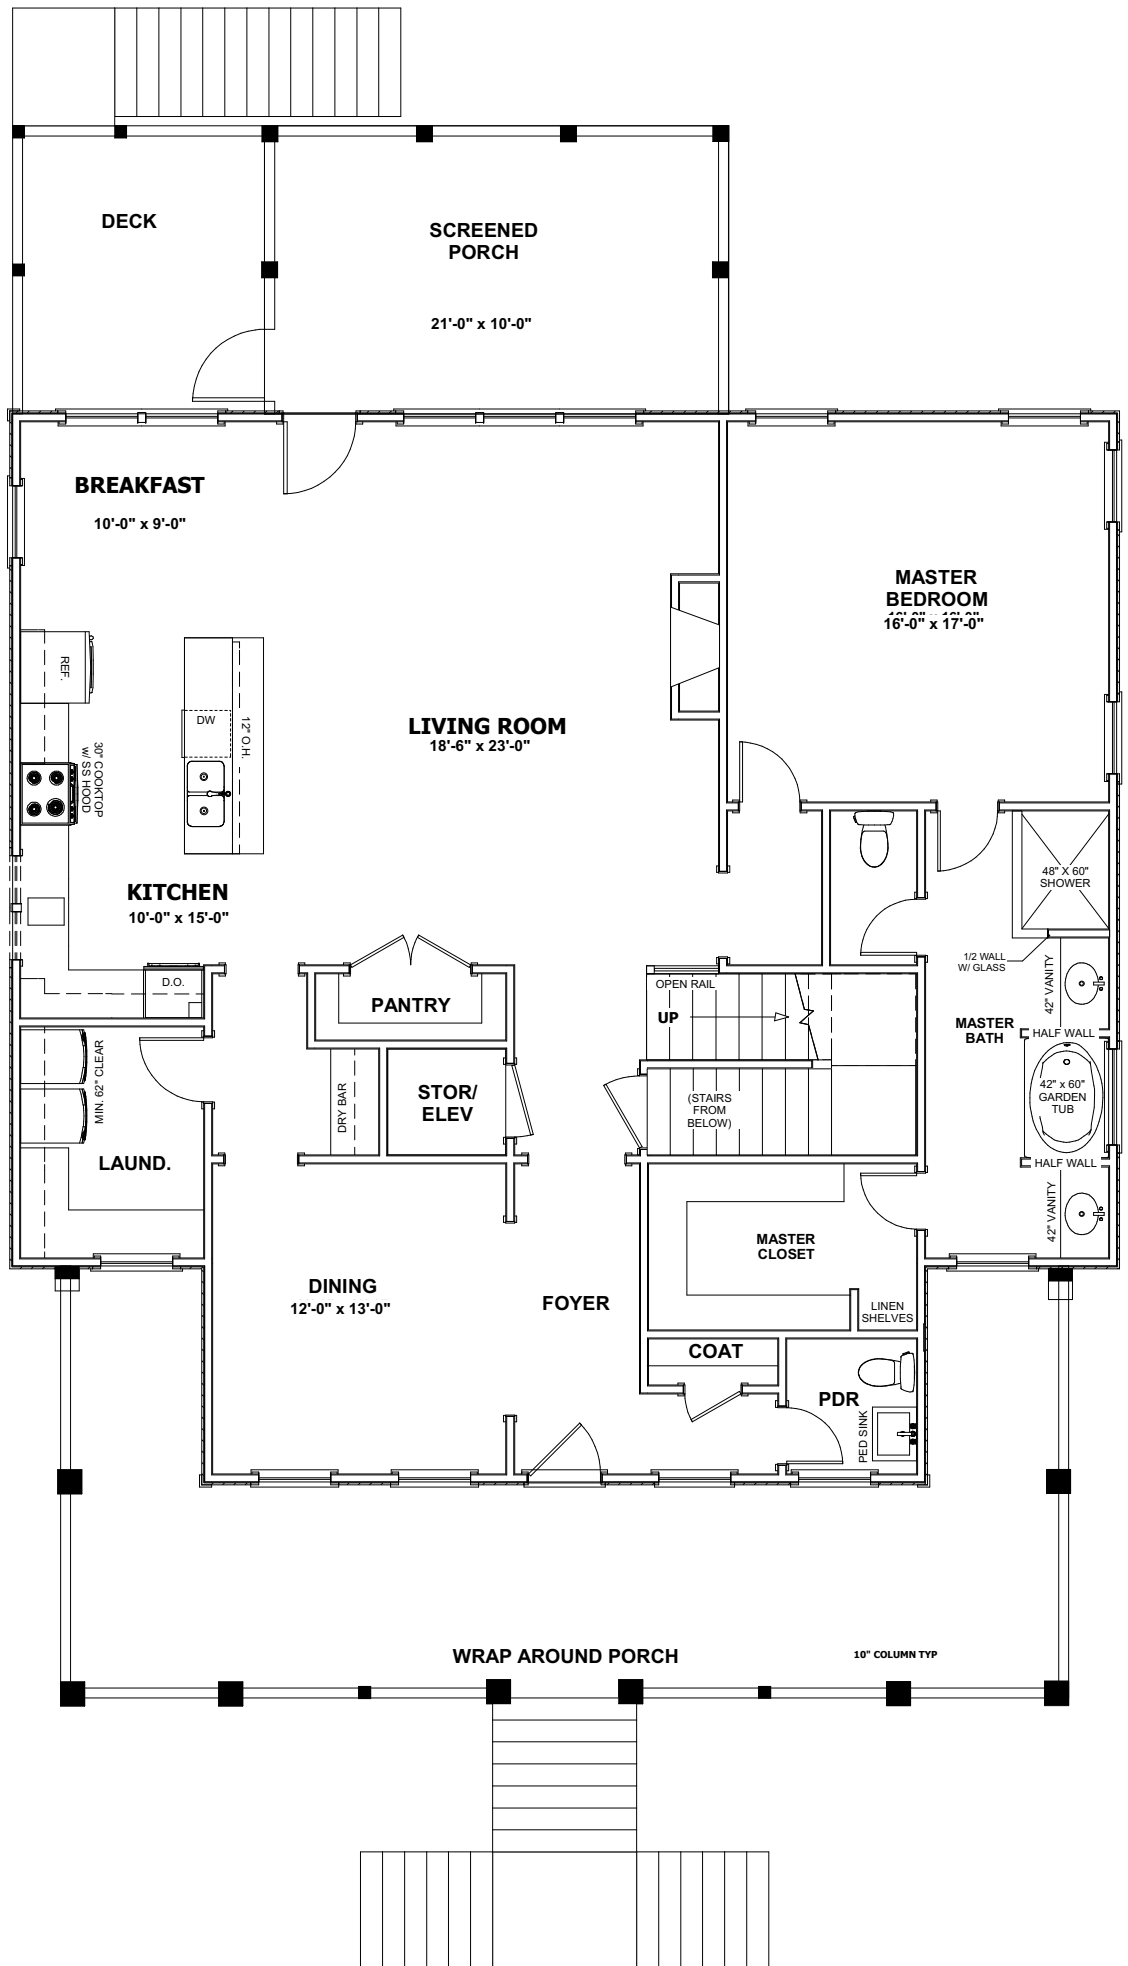 DECK
SCREENED
PORCH
21'-0" x 10'-0"
BREAKFAST
10'-0" x 9'-0"
MASTER
BEDROOM
16'-0" x 17'-0"
REF.
DW
12" O.H.
30" COOKTOP
w/ SS HOOD
LIVING ROOM
18'-6" x 23'-0"
KITCHEN
10'-0" x 15'-0"
48" X 60"
SHOWER
1/2 WALL
W/ GLASS
42" VANITY
D.O.
PANTRY
OPEN RAIL
UP
MASTER
BATH
HALF WALL
MIN. 62" CLEAR
DRY BAR
STOR/
ELEV
(STAIRS
FROM
BELOW)
42" x 60"
GARDEN
TUB
LAUND.
HALF WALL
42" VANITY
MASTER
CLOSET
DINING
12'-0" x 13'-0"
FOYER
LINEN
SHELVES
COAT
PDR
PED SINK
WRAP AROUND PORCH
10" COLUMN TYP